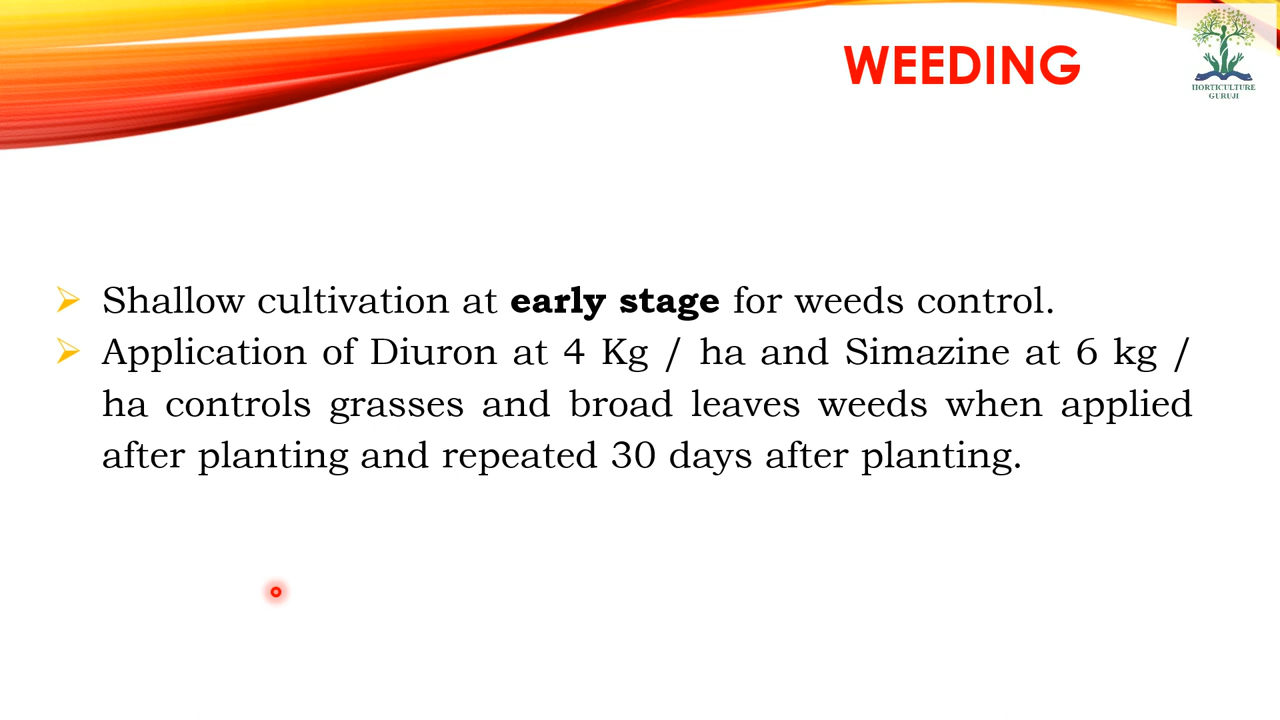 WEEDING
HORTICULTURE
GURUJI
➢ Shallow cultivation at early stage for weeds control.
➢ Application of Diuron at 4 Kg / ha and Simazine at 6 kg /
ha controls grasses and broad leaves weeds when applied
after planting and repeated 30 days after planting.